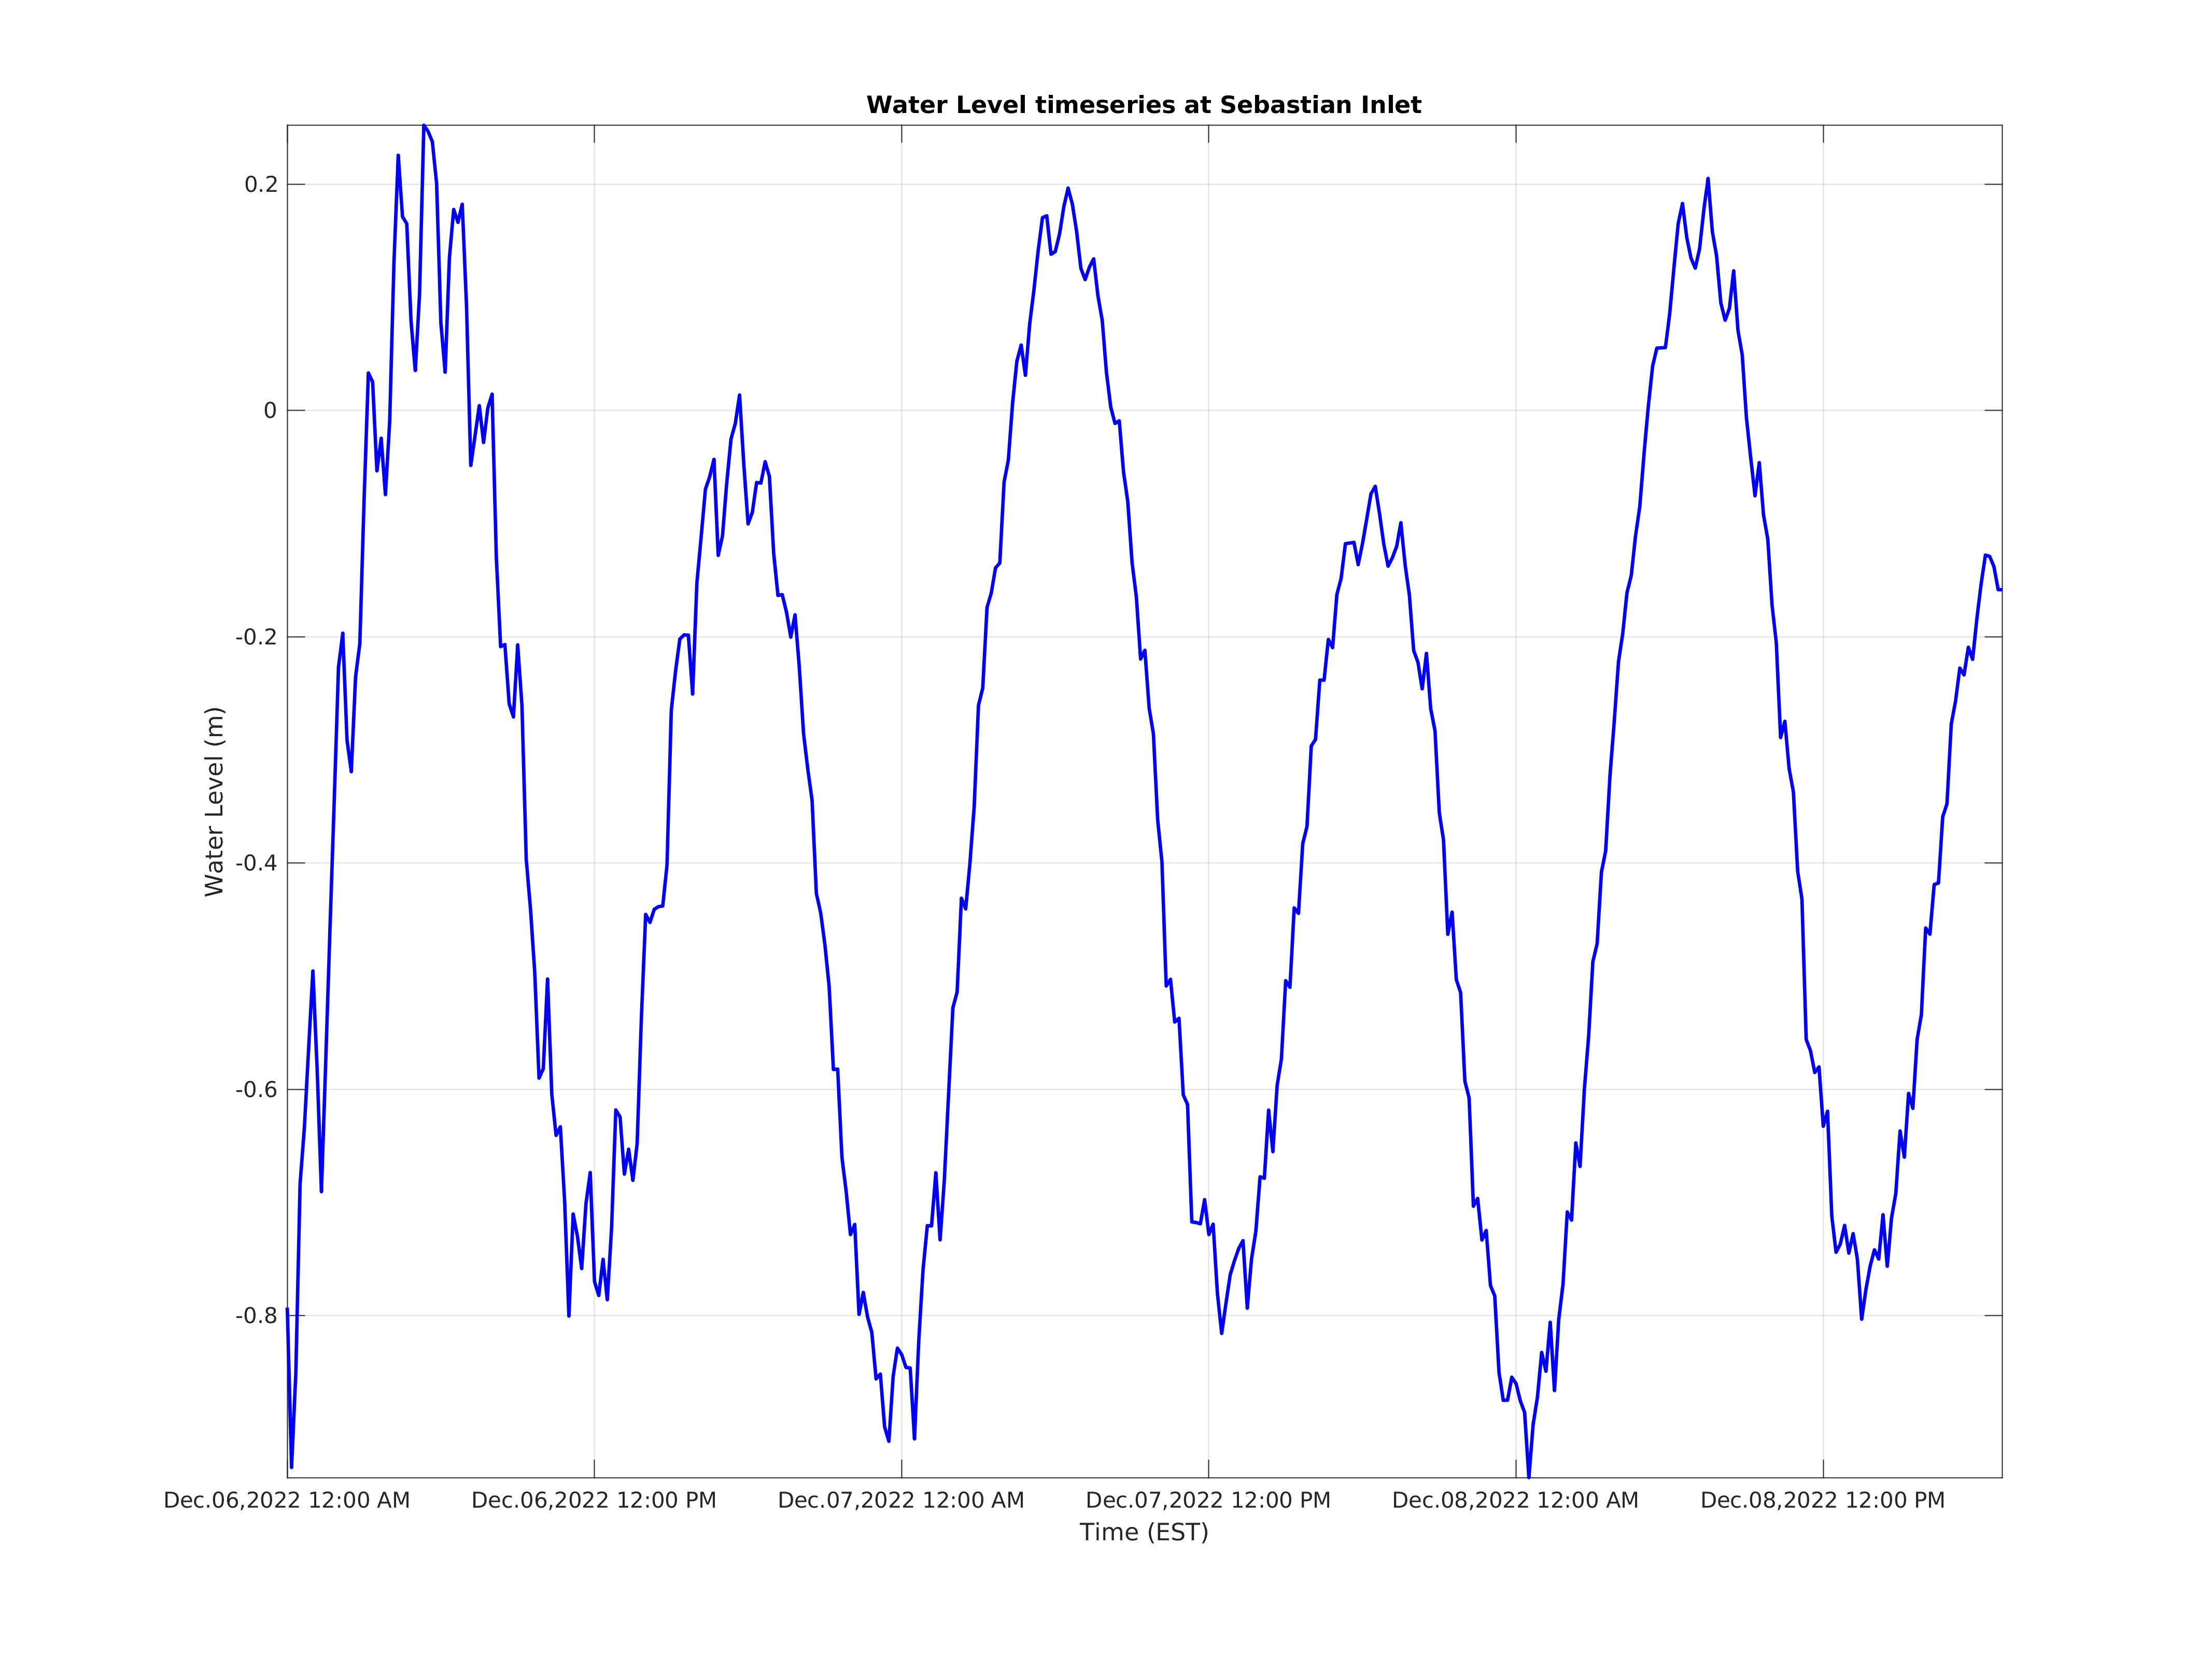 Water Level timeseries at Sebastian Inlet
0.2
0
-0.2
-0.4
-0.6
-0.8
Water Level (m)
Dec.06,2022 12:00 AM Dec.06,2022 12:00 PM Dec.07,2022 12:00 AM Dec.07,2022 12:00 PM Dec.08,2022 12:00 AM Dec.08,2022 12:00 PM
Time (EST)